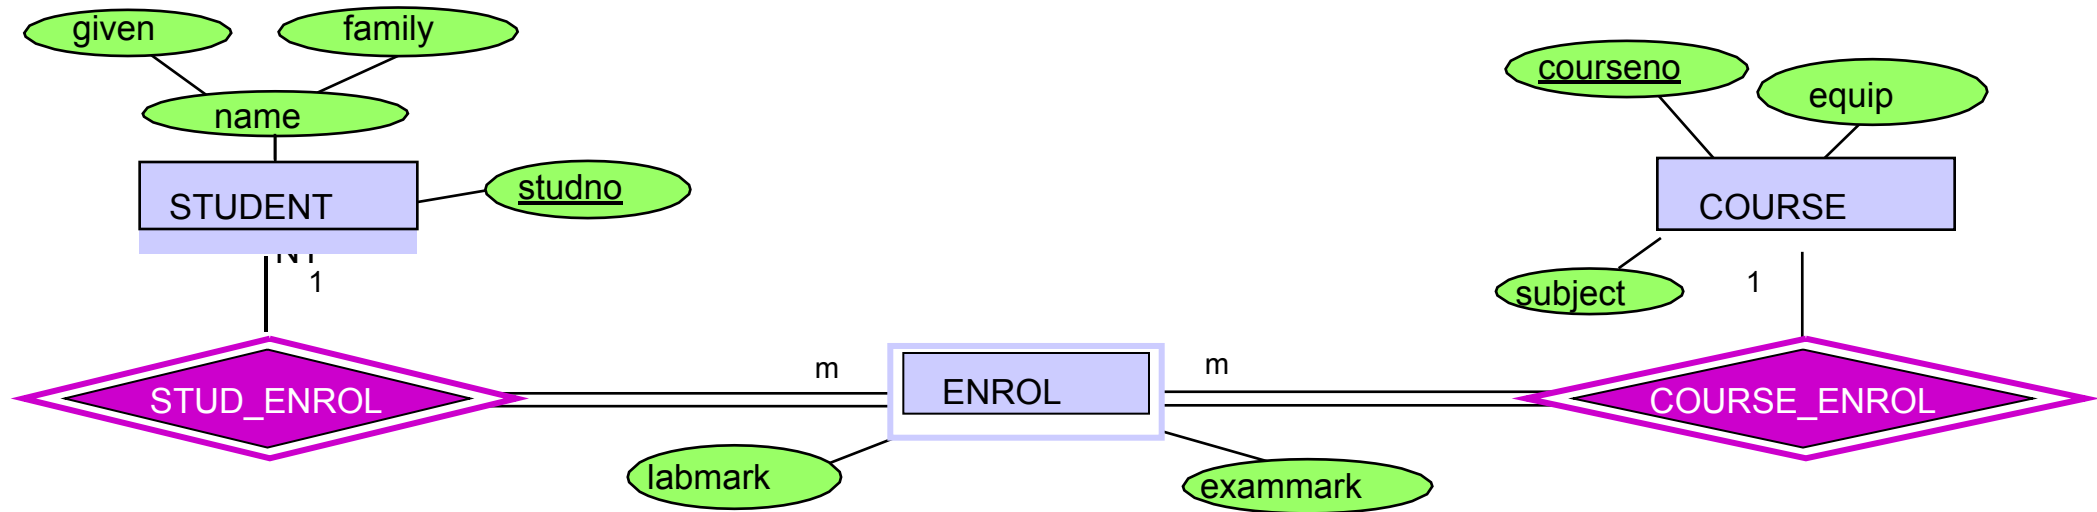 given
family
name
STUDENT
studno
1
STUD_ENROL
m
ENROL
labmark
exammark
m
courseno
equip
COURSE
subject
1
COURSE_ENROL